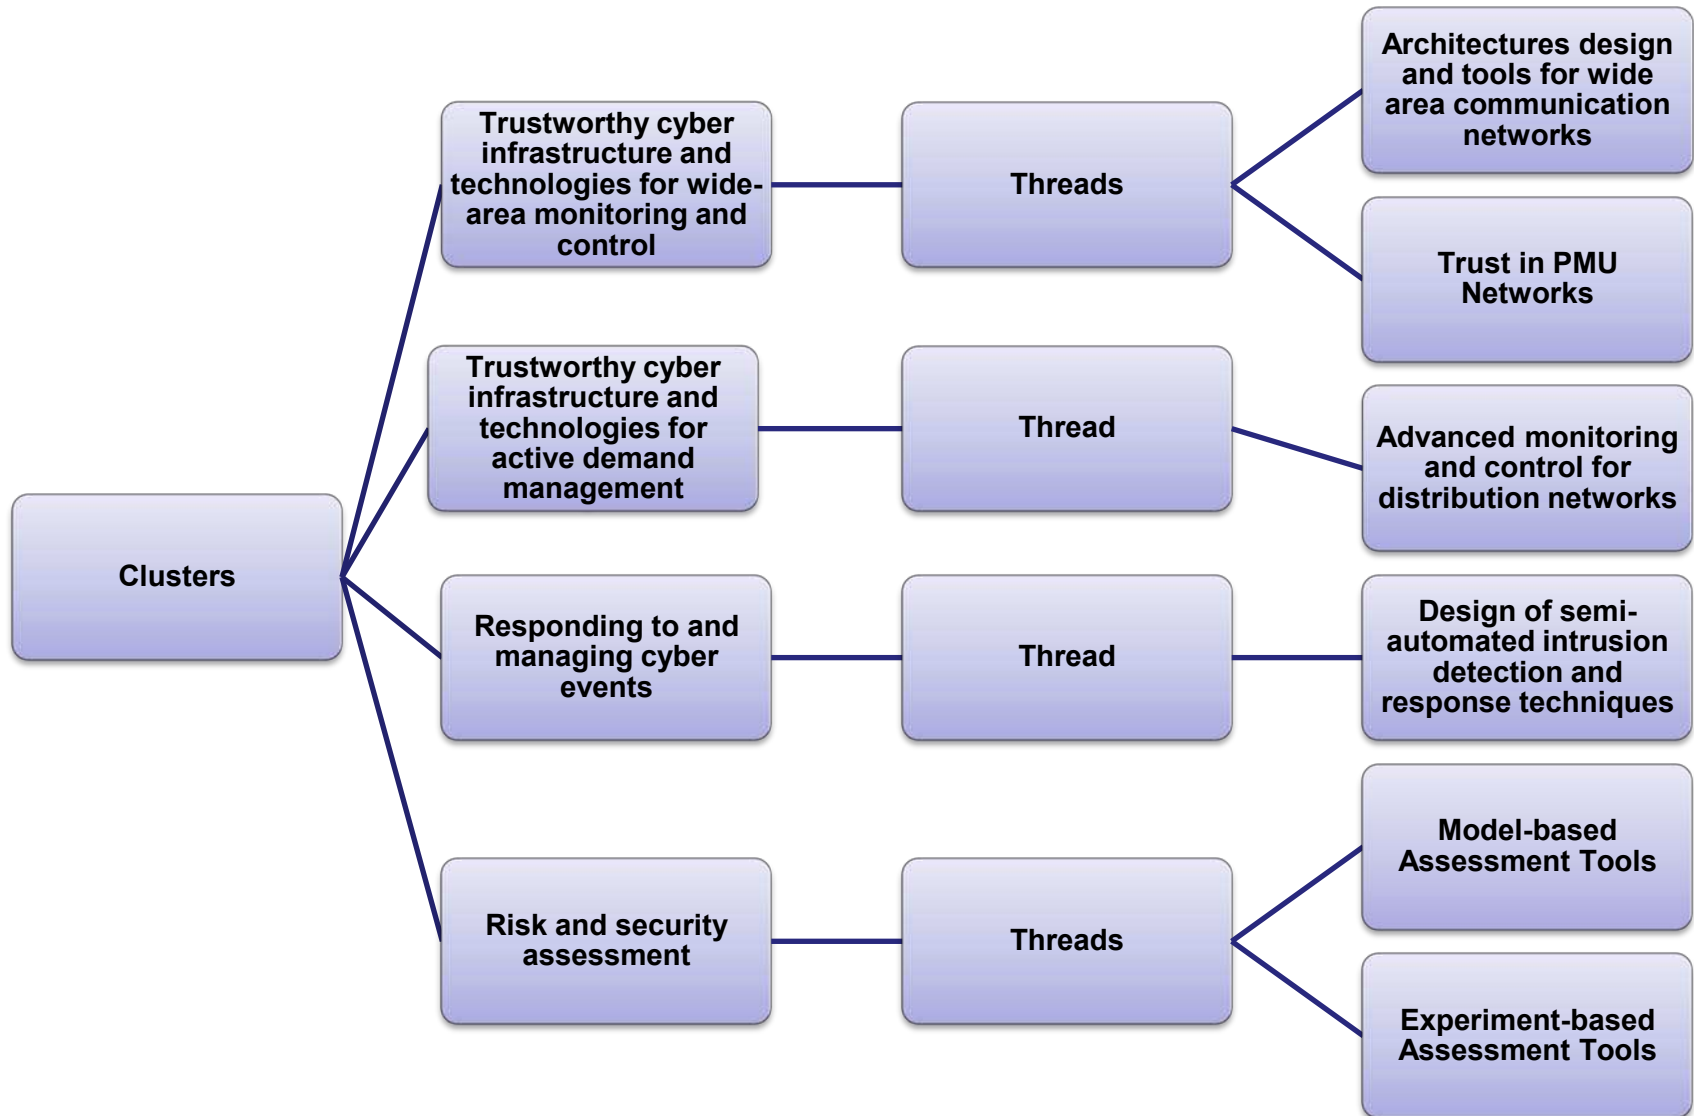 Clusters
Trustworthy cyber
infrastructure and
technologies for wide-
area monitoring and
control
Threads
Architectures design
and tools for wide
area communication
networks
Trust in PMU
Networks
Trustworthy cyber
infrastructure and
technologies for
active demand
management
Thread
Advanced monitoring
and control for
distribution networks
Responding to and
managing cyber
events
Thread
Design of semi-
automated intrusion
detection and
response techniques
Risk and security
assessment
Threads
Model-based
Assessment Tools
Experiment-based
Assessment Tools